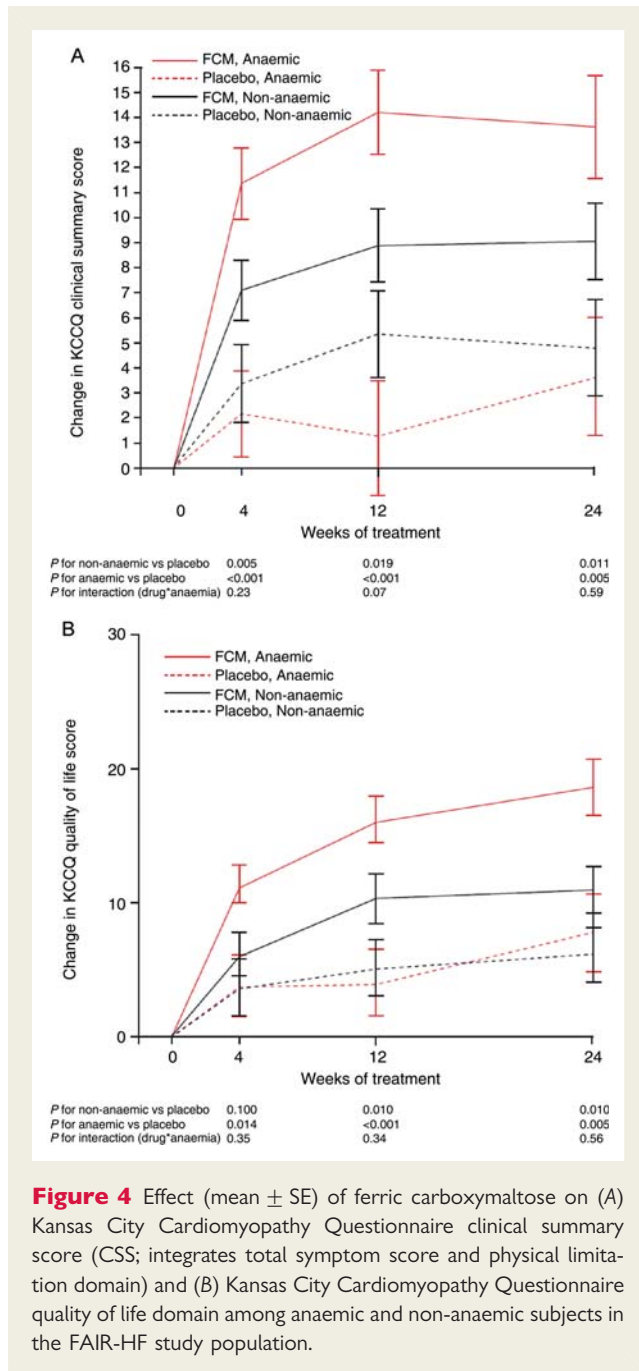 A
FCM, Anaemic
Placebo, Anaemic
FCM, Non-anaemic
Placebo, Non-anaemic
Change in KCCQ clinical summary score
16
15
14
13
12
11
10
9
8
7
6
5
4
3
2
1
0
0 4 12 24
Weeks of treatment
P for non-anaemic vs placebo 0.005 0.019 0.011
P for anaemic vs placebo <0.001 <0.001 0.005
P for interaction (drug*anaemia) 0.23 0.07 0.59
B
FCM, Anaemic
Placebo, Anaemic
FCM, Non-anaemic
Placebo, Non-anaemic
Change in KCCQ quality of life score
30
20
10
0
0 4 12 24
Weeks of treatment
P for non-anaemic vs placebo 0.100 0.010 0.010
P for anaemic vs placebo 0.014 <0.001 0.005
P for interaction (drug*anaemia) 0.35 0.34 0.56
Figure 4 Effect (mean ± SE) of ferric carboxymaltose on (A)
Kansas City Cardiomyopathy Questionnaire clinical summary
score (CSS; integrates total symptom score and physical limita-
tion domain) and (B) Kansas City Cardiomyopathy Questionnaire
quality of life domain among anaemic and non-anaemic subjects in
the FAIR-HF study population.